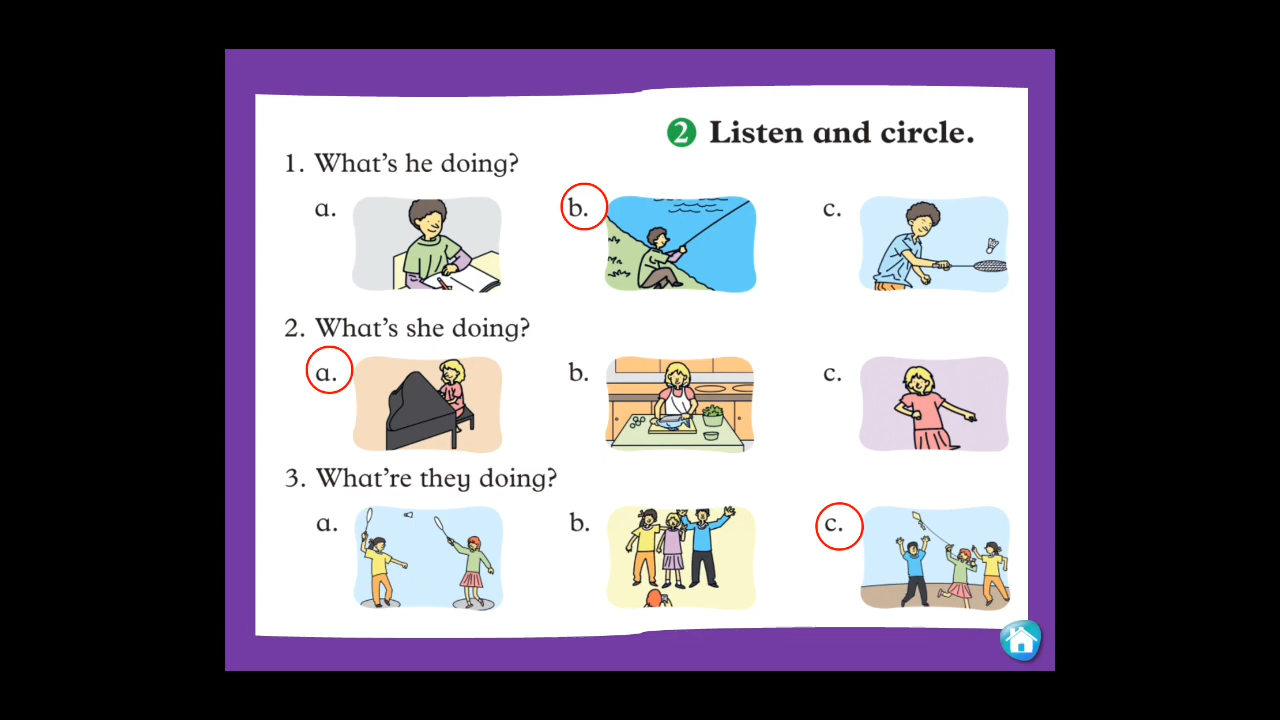 2 Listen and circle.
1. What's he doing?
a. b. c.
2. What's she doing?
a. b. c.
3. What're they doing?
a. b. c.